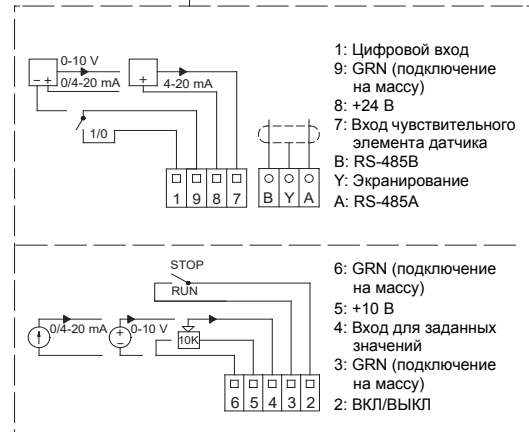 0-10 V
0/4-20 mA
– +
+
4-20 mA
1/0
1 9 8 7
B Y A
1: Цифровой вход
9: GRN (подключение
на массу)
8: +24 В
7: Вход чувствительного
элемента датчика
B: RS-485B
Y: Экранирование
A: RS-485A
STOP
RUN
0/4-20 mA
+
–
0-10 V
10K
6 5 4 3 2
6: GRN (подключение
на массу)
5: +10 В
4: Вход для заданных
значений
3: GRN (подключение
на массу)
2: ВКЛ/ВЫКЛ